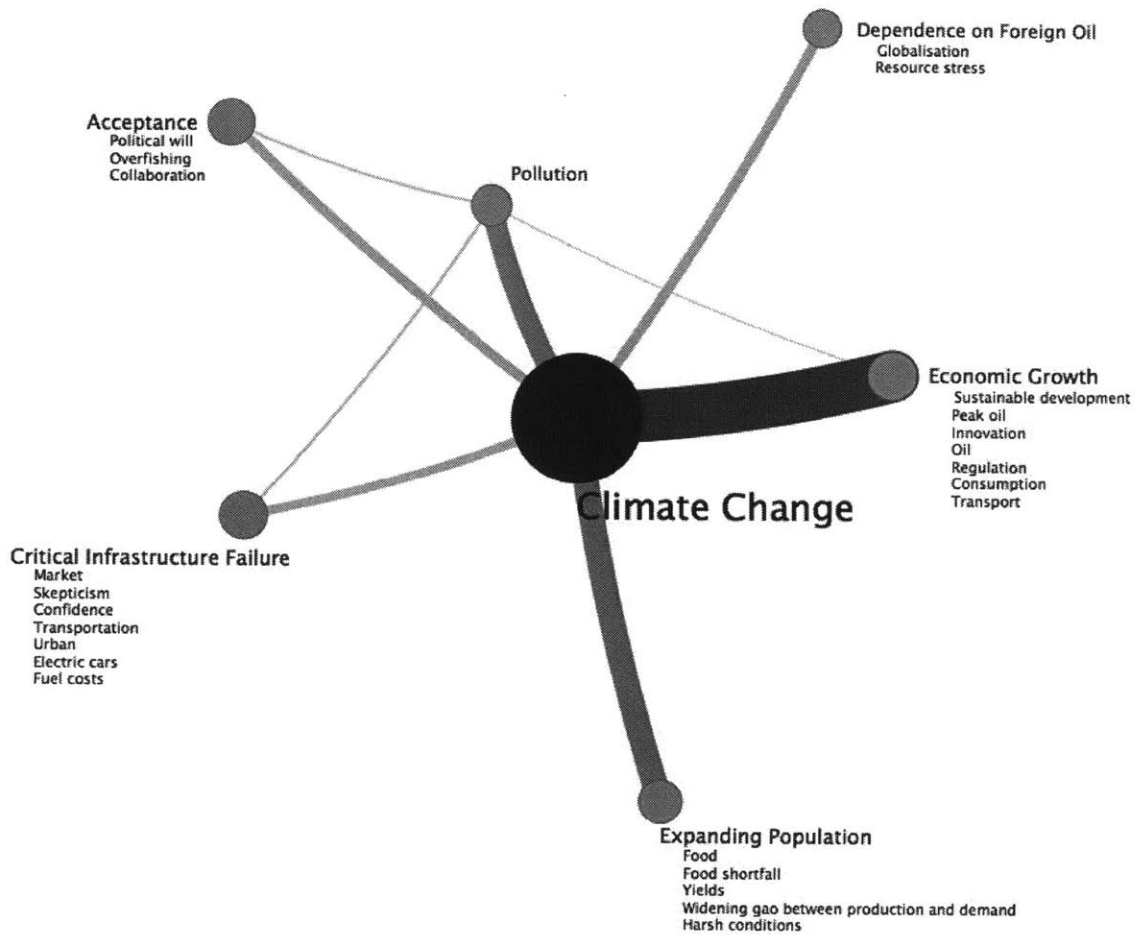 Dependence on Foreign Oil
Globalisation
Resource stress
Acceptance
Political will
Overfishing
Collaboration
Pollution
Economic Growth
Sustainable development
Peak oil
Innovation
Oil
Regulation
Consumption
Transport
Climate Change
Critical Infrastructure Failure
Market
Skepticism
Confidence
Transportation
Urban
Electric cars
Fuel costs
Expanding Population
Food
Food shortfall
Yields
Widening gao between production and demand
Harsh conditions